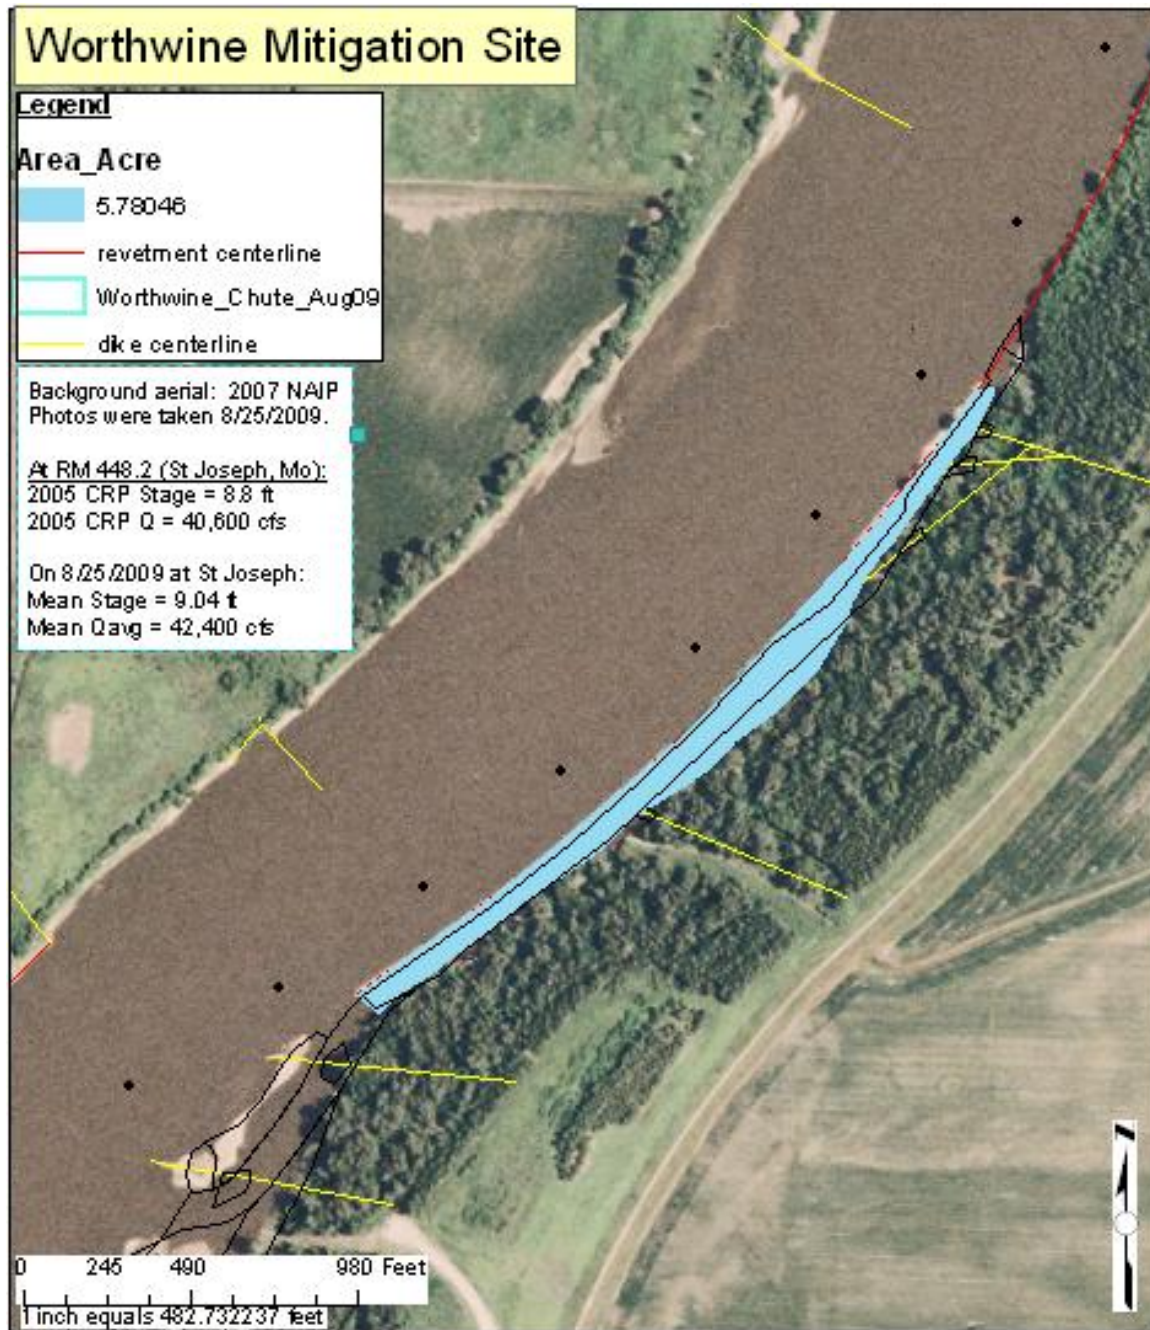 Worthwine Mitigation Site
Legend
Area_Acre
5.78046
revetment centerline
Worthwine_Chute_Aug09
dike centerline
Background aerial: 2007 NAIP
Photos were taken 8/25/2009.
At RM 448.2 (St Joseph, Mo):
2005 CRP Stage = 8.8 ft
2005 CRP Q = 40,600 cfs
On 8/25/2009 at St Joseph:
Mean Stage = 9.04 ft
Mean Qavg = 42,400 cfs
0 245 490 980 Feet
1 inch equals 482.732237 feet